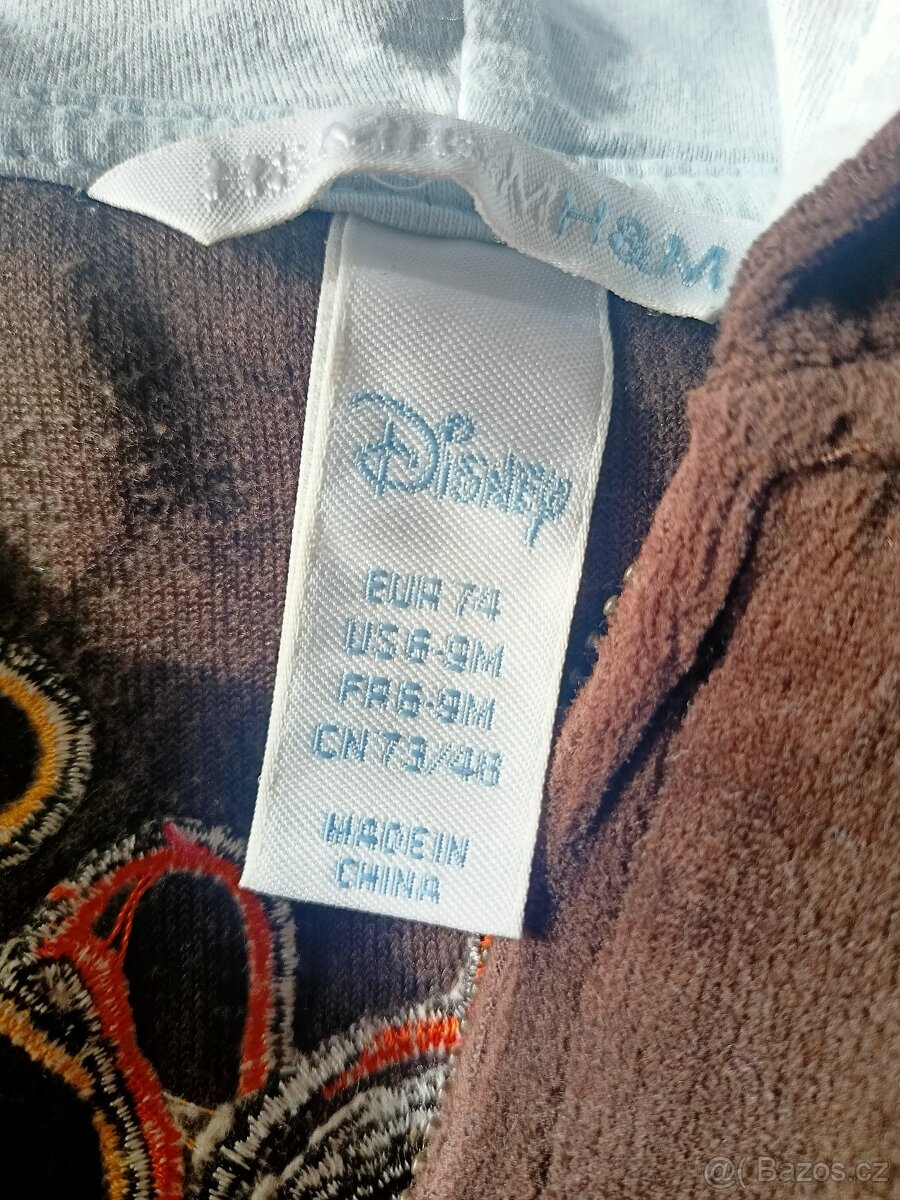 H&M
Disney
EUR 74
US 6-9M
FR 6-9M
CN 73/48
MADE IN
CHINA
@( Bazos.cz